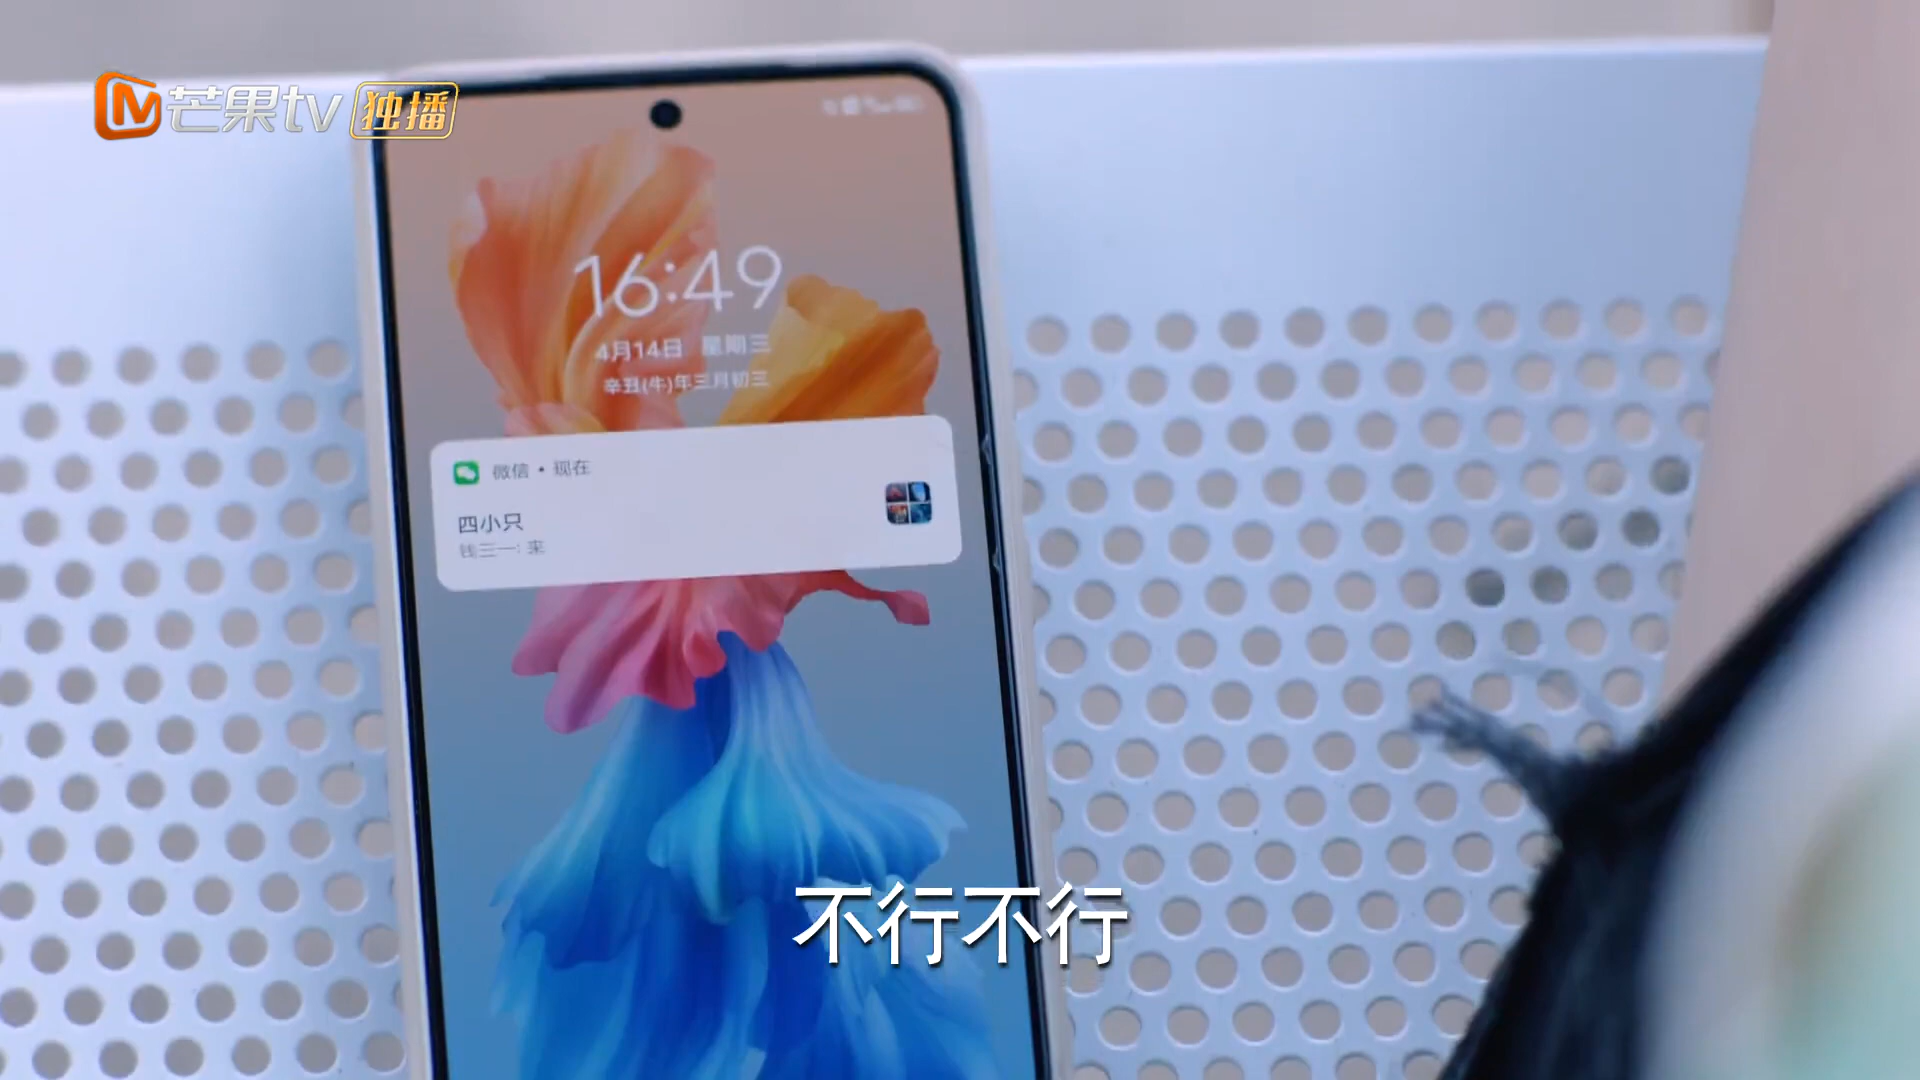 芒果tv 独播
16:49
4月14日 星期三
辛丑(牛)年三月初三
微信 • 现在
四小只
钱三一: 来
不行不行